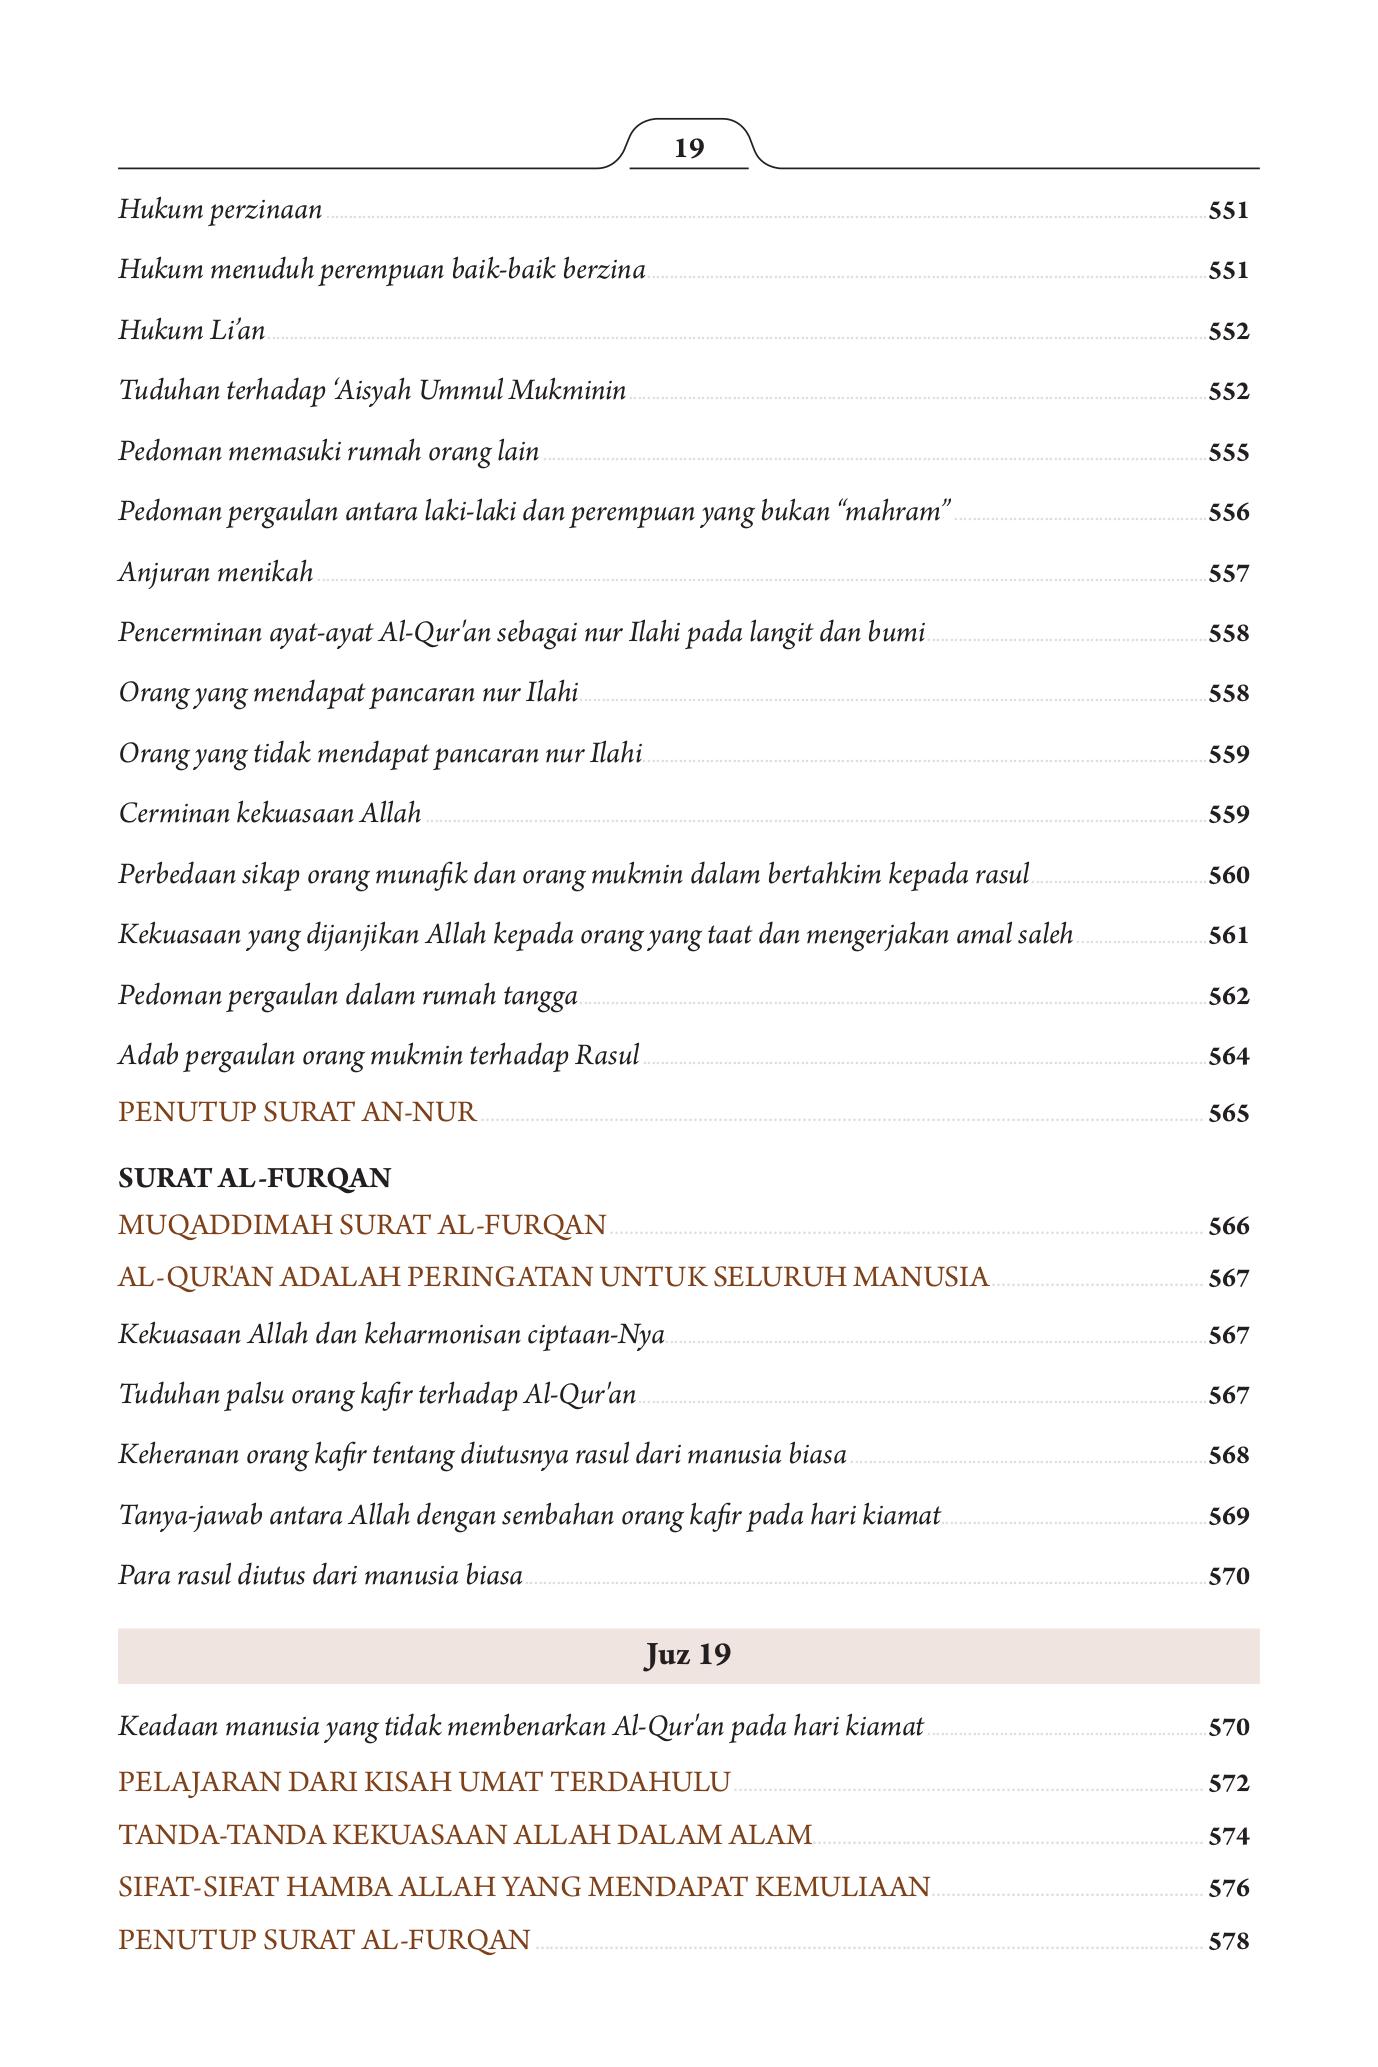 19
Hukum perzinaan 551
Hukum menuduh perempuan baik-baik berzina 551
Hukum Li’an 552
Tuduhan terhadap ‘Aisyah Ummul Mukminin 552
Pedoman memasuki rumah orang lain 555
Pedoman pergaulan antara laki-laki dan perempuan yang bukan “mahram” 556
Anjuran menikah 557
Pencerminan ayat-ayat Al-Qur'an sebagai nur Ilahi pada langit dan bumi 558
Orang yang mendapat pancaran nur Ilahi 558
Orang yang tidak mendapat pancaran nur Ilahi 559
Cerminan kekuasaan Allah 559
Perbedaan sikap orang munafik dan orang mukmin dalam bertahkim kepada rasul 560
Kekuasaan yang dijanjikan Allah kepada orang yang taat dan mengerjakan amal saleh 561
Pedoman pergaulan dalam rumah tangga 562
Adab pergaulan orang mukmin terhadap Rasul 564
PENUTUP SURAT AN-NUR 565
SURAT AL-FURQAN
MUQADDIMAH SURAT AL-FURQAN 566
AL-QUR'AN ADALAH PERINGATAN UNTUK SELURUH MANUSIA 567
Kekuasaan Allah dan keharmonisan ciptaan-Nya 567
Tuduhan palsu orang kafir terhadap Al-Qur'an 567
Keheranan orang kafir tentang diutusnya rasul dari manusia biasa 568
Tanya-jawab antara Allah dengan sembahan orang kafir pada hari kiamat 569
Para rasul diutus dari manusia biasa 570
Juz 19
Keadaan manusia yang tidak membenarkan Al-Qur'an pada hari kiamat 570
PELAJARAN DARI KISAH UMAT TERDAHULU 572
TANDA-TANDA KEKUASAAN ALLAH DALAM ALAM 574
SIFAT-SIFAT HAMBA ALLAH YANG MENDAPAT KEMULIAAN 576
PENUTUP SURAT AL-FURQAN 578